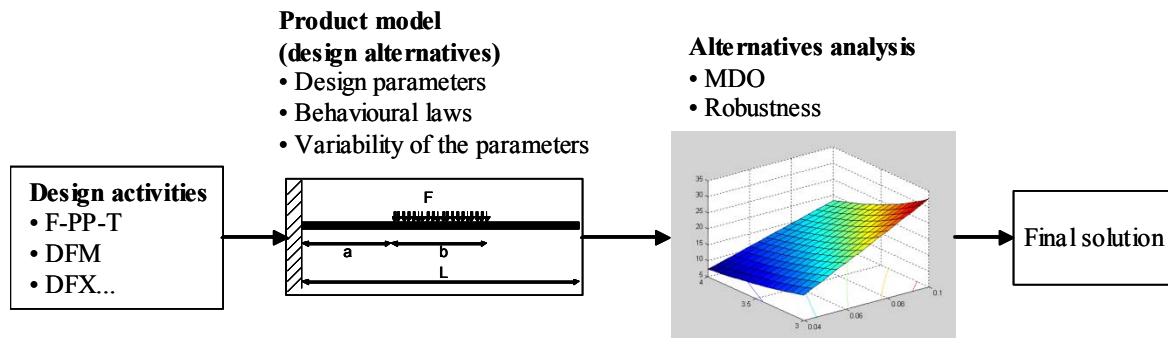 Product model
(design alternatives)
• Design parameters
• Behavioural laws
• Variability of the parameters
Alternatives analysis
• MDO
• Robustness
Design activities
• F-PP-T
• DFM
• DFX...
F
a
b
L
35
30
25
20
15
10
5
4
3.5
3
0.04
0.06
0.08
0.1
Final solution